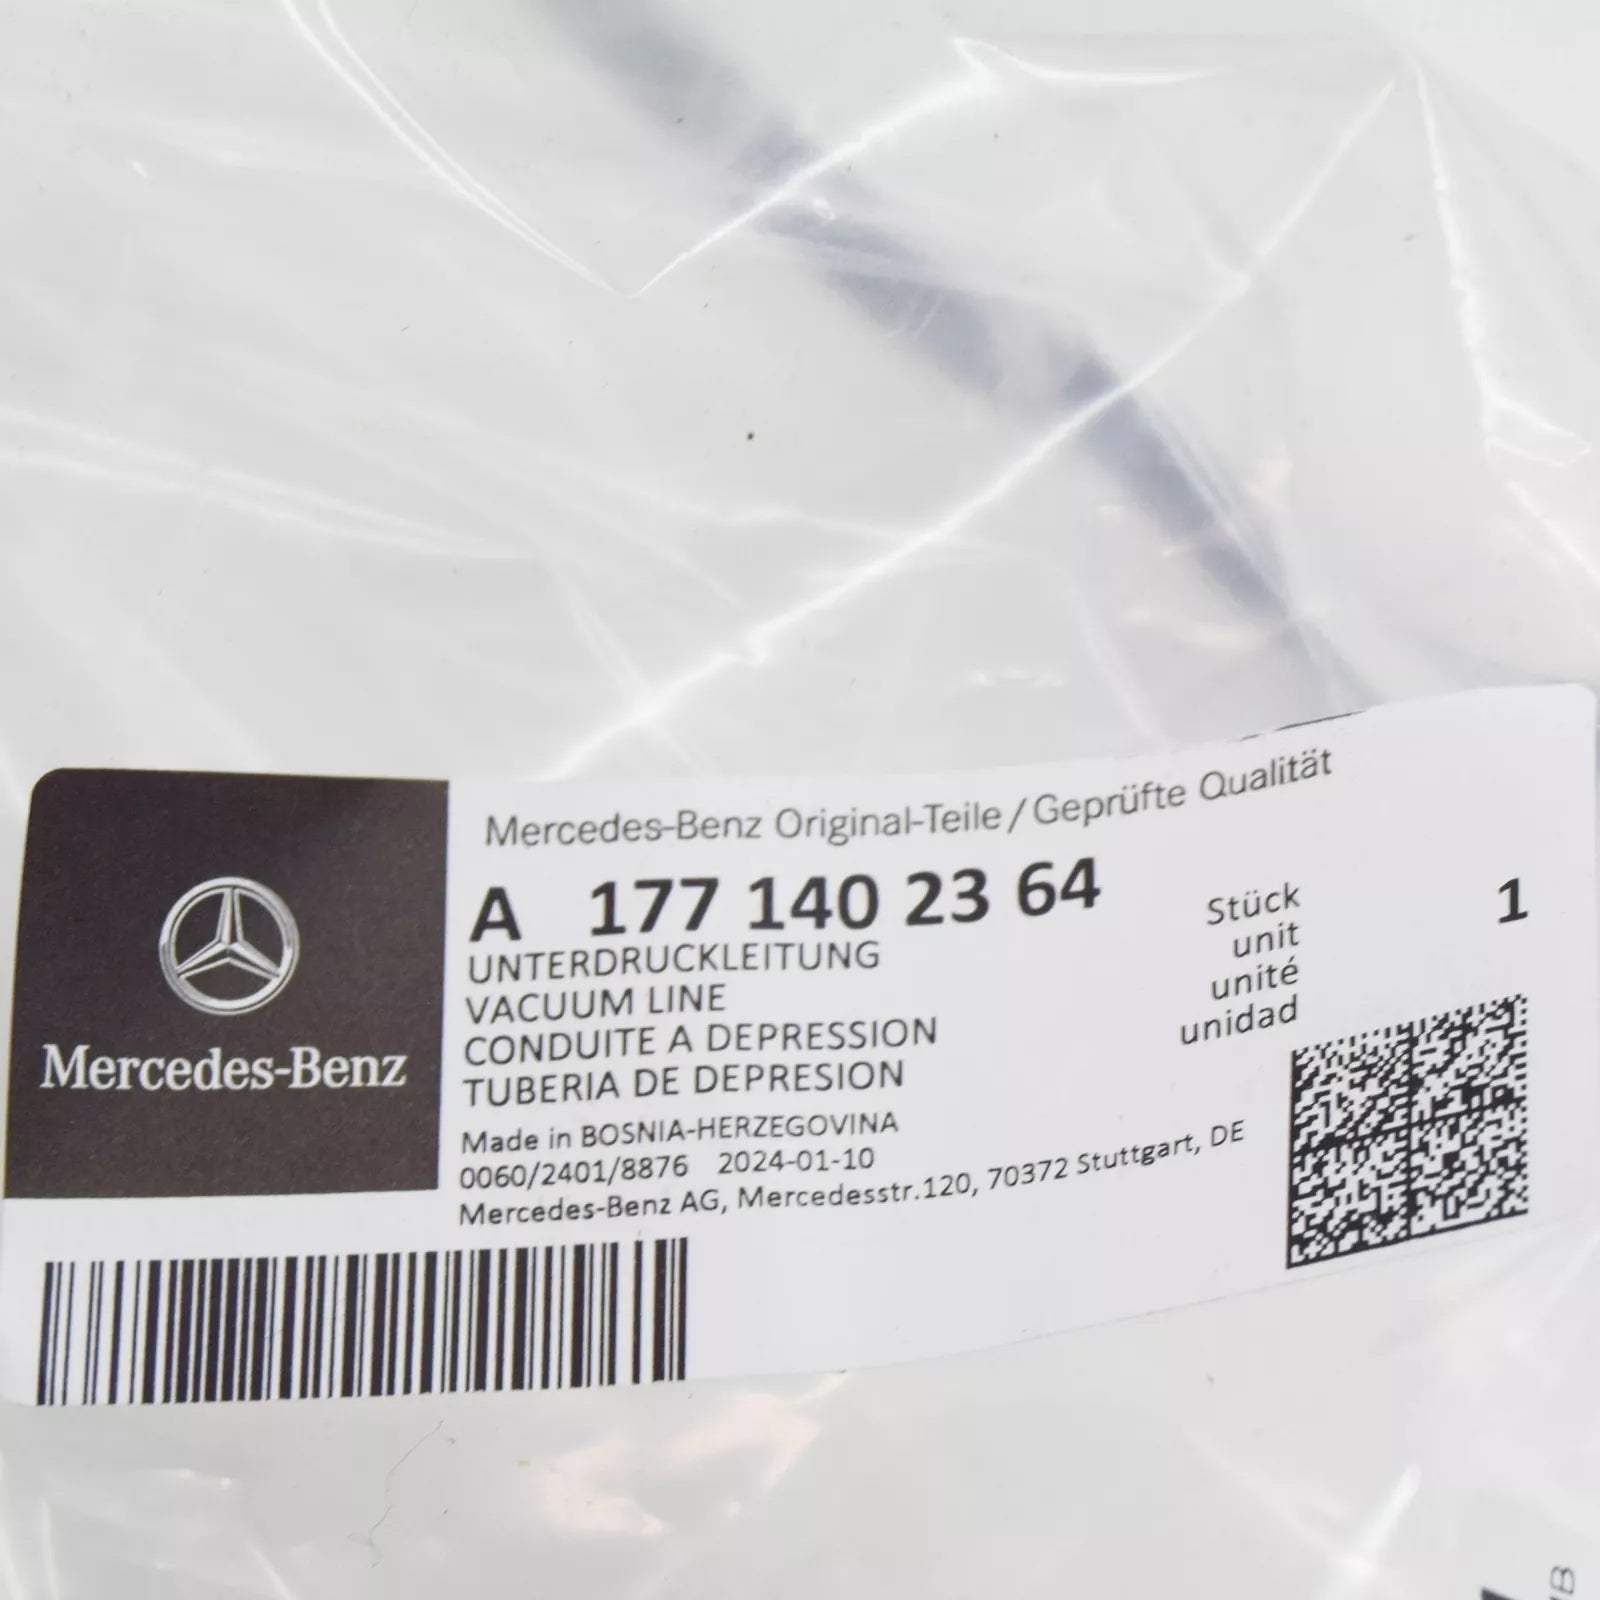 Mercedes-Benz
Mercedes-Benz Original-Teile / Geprüfte Qualität
A 177 140 23 64
UNTERDRUCKLEITUNG
VACUUM LINE
CONDUITE A DEPRESSION
TUBERIA DE DEPRESION
Stück 1
unit
unité
unidad
Made in BOSNIA-HERZEGOVINA
0060/2401/8876 2024-01-10
Mercedes-Benz AG, Mercedesstr.120, 70372 Stuttgart, DE